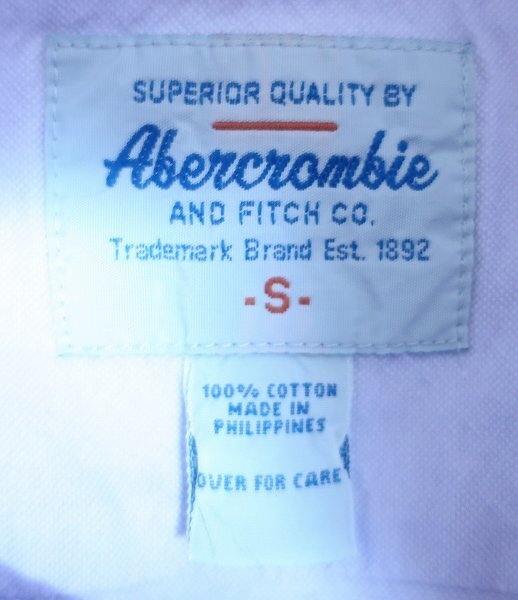 SUPERIOR QUALITY BY
Abercrombie
AND FITCH CO.
Trademark Brand Est. 1892
-S-
100% COTTON
MADE IN
PHILIPPINES
OVER FOR CARE